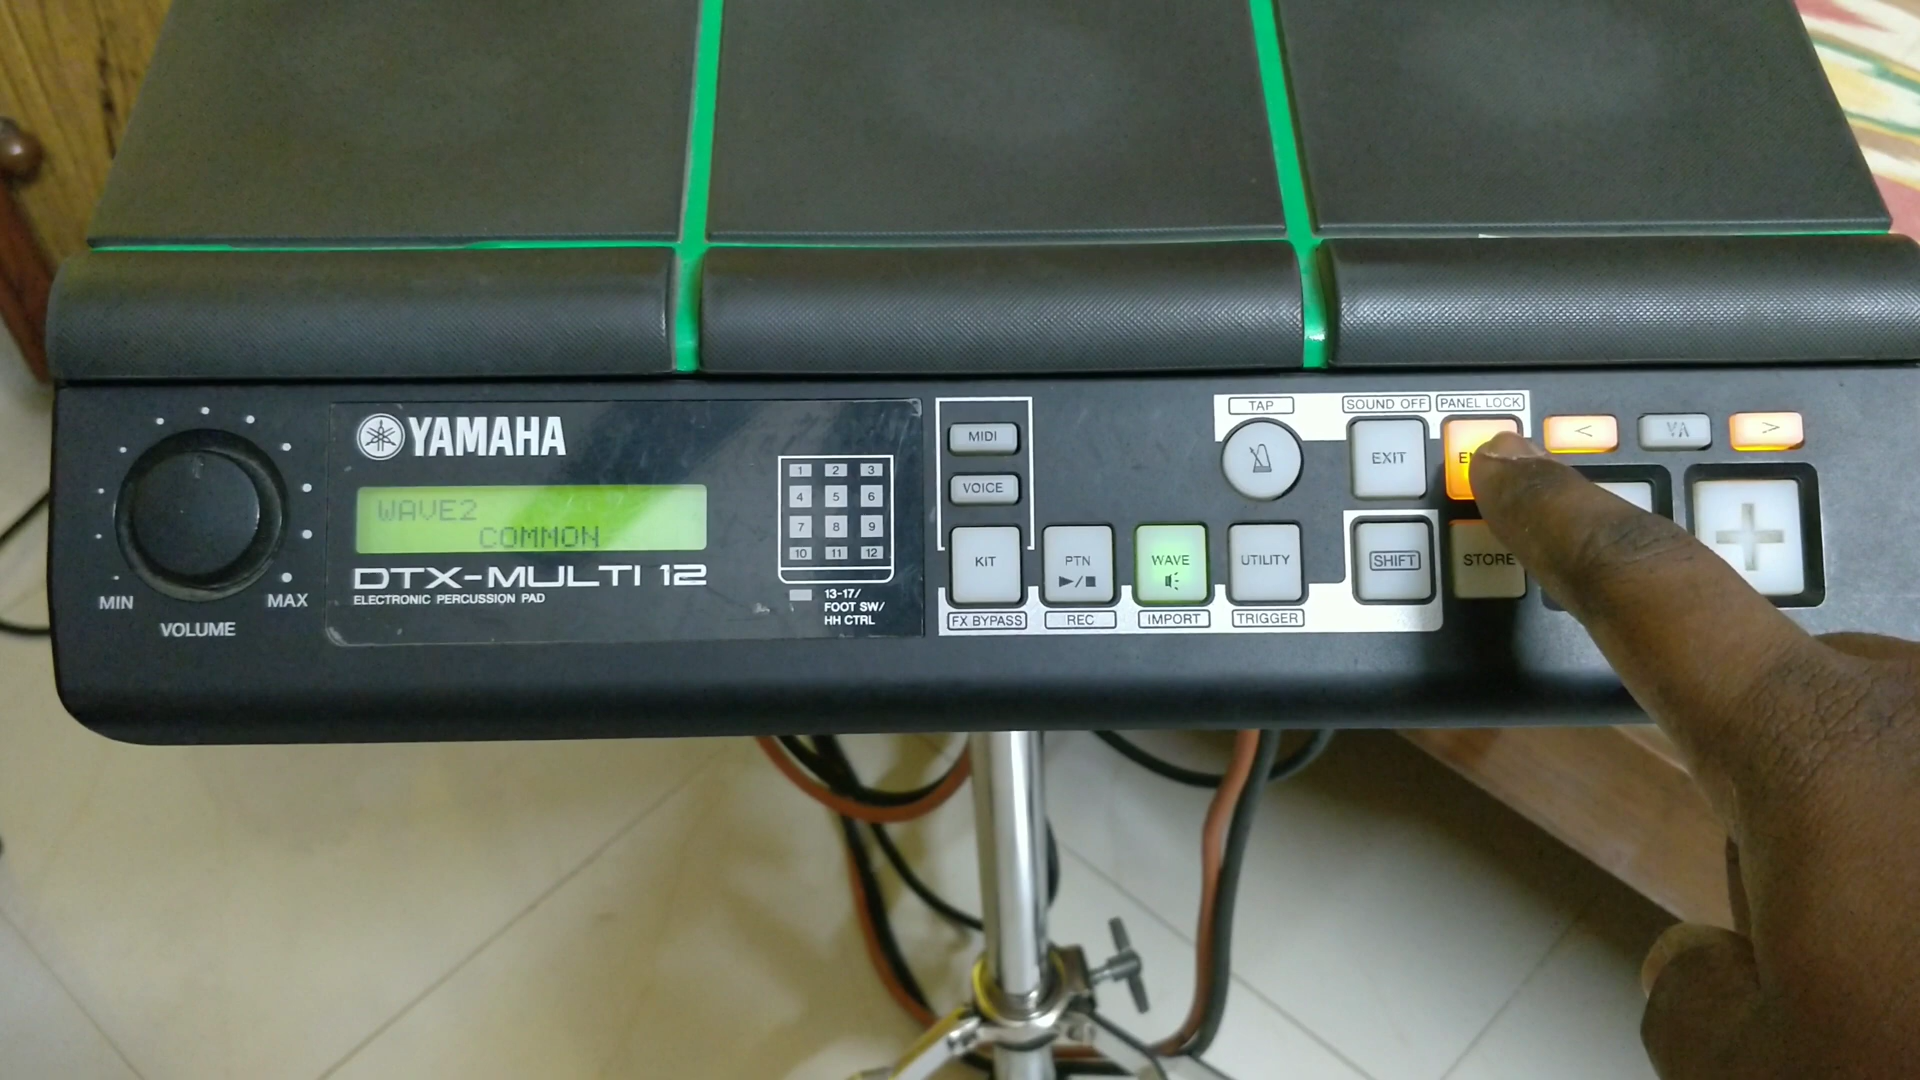 YAMAHA
WAVE2
COMMON
DTX-MULTI 12
ELECTRONIC PERCUSSION PAD
MIN
MAX
VOLUME
1 2 3
4 5 6
7 8 9
10 11 12
13-17/
FOOT SW/
HH CTRL
MIDI
VOICE
KIT
PTN
WAVE
UTILITY
FX BYPASS
REC
IMPORT
TRIGGER
TAP
SOUND OFF
PANEL LOCK
EXIT
SHIFT
STORE
<
>
+